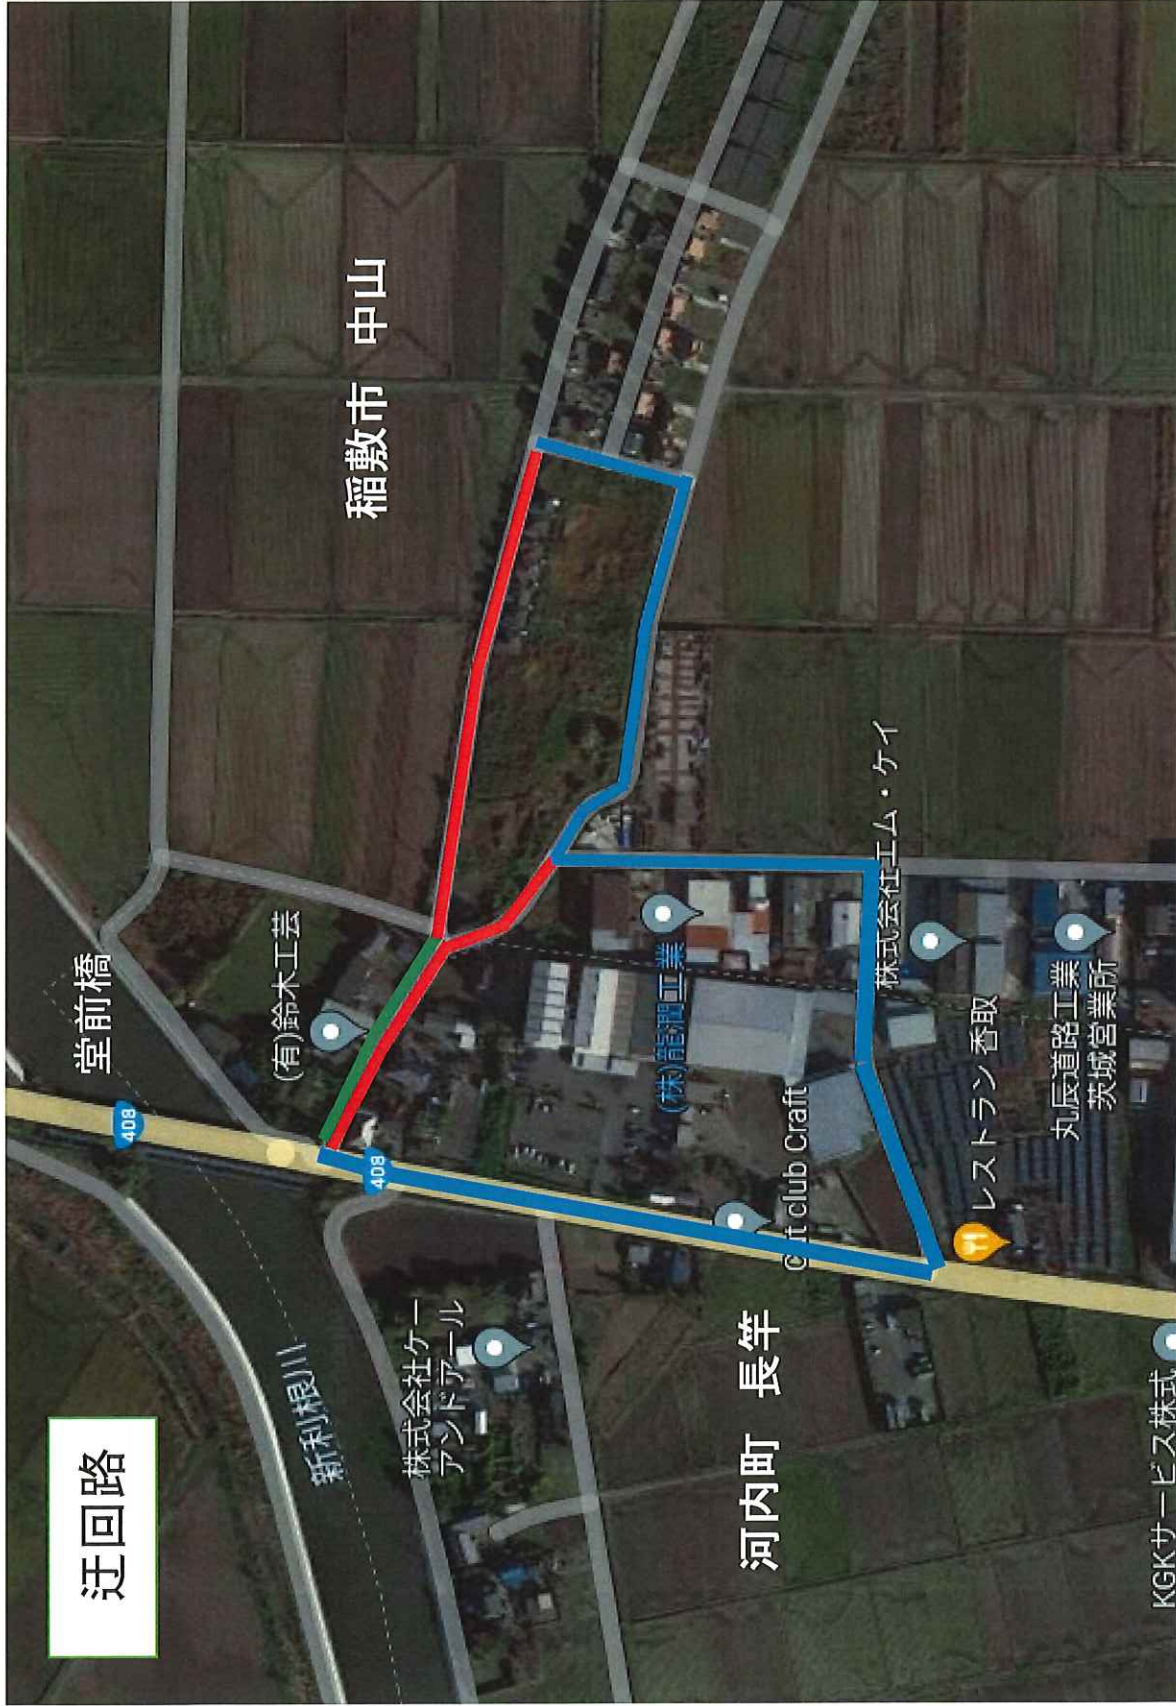 迂回路
新利根川
堂前橋
408
408
(有)鈴木工芸
稲敷市 中山
株式会社ケー
アンドアール
河内町 長竿
Craft club Craft
(株)龍潤工業
株式会社エム・ケイ
レストラン香取
丸辰道路工業
茨城営業所
KGKサービス株式